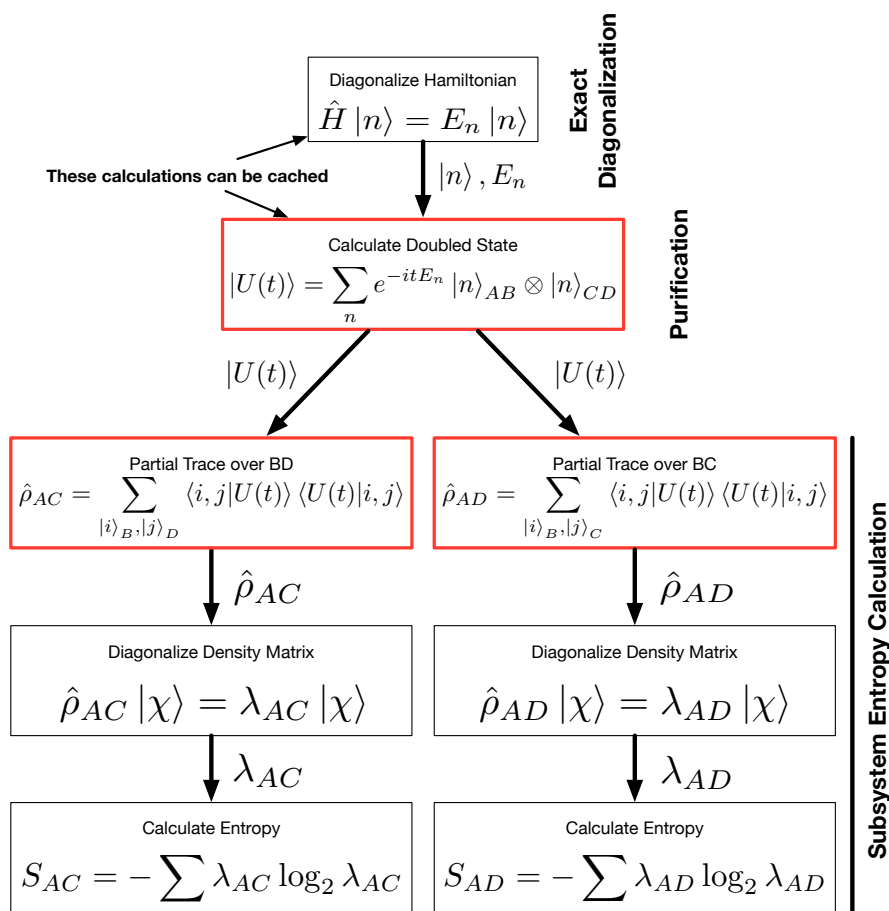 Diagonalize Hamiltonian
Ĥ |n⟩ = E_n |n⟩
Exact
Diagonalization
These calculations can be cached
|n⟩ , E_n
Calculate Doubled State
|U(t)⟩ = ∑_n e^{-itE_n} |n⟩_{AB} ⊗ |n⟩_{CD}
Purification
|U(t)⟩
|U(t)⟩
Partial Trace over BD
ρ̂_{AC} = ∑_{|i⟩_B,|j⟩_D} ⟨i, j|U(t)⟩ ⟨U(t)|i, j⟩
Partial Trace over BC
ρ̂_{AD} = ∑_{|i⟩_B,|j⟩_C} ⟨i, j|U(t)⟩ ⟨U(t)|i, j⟩
ρ̂_{AC}
ρ̂_{AD}
Diagonalize Density Matrix
ρ̂_{AC} |χ⟩ = λ_{AC} |χ⟩
Diagonalize Density Matrix
ρ̂_{AD} |χ⟩ = λ_{AD} |χ⟩
λ_{AC}
λ_{AD}
Calculate Entropy
S_{AC} = − ∑ λ_{AC} log_2 λ_{AC}
Calculate Entropy
S_{AD} = − ∑ λ_{AD} log_2 λ_{AD}
Subsystem Entropy Calculation